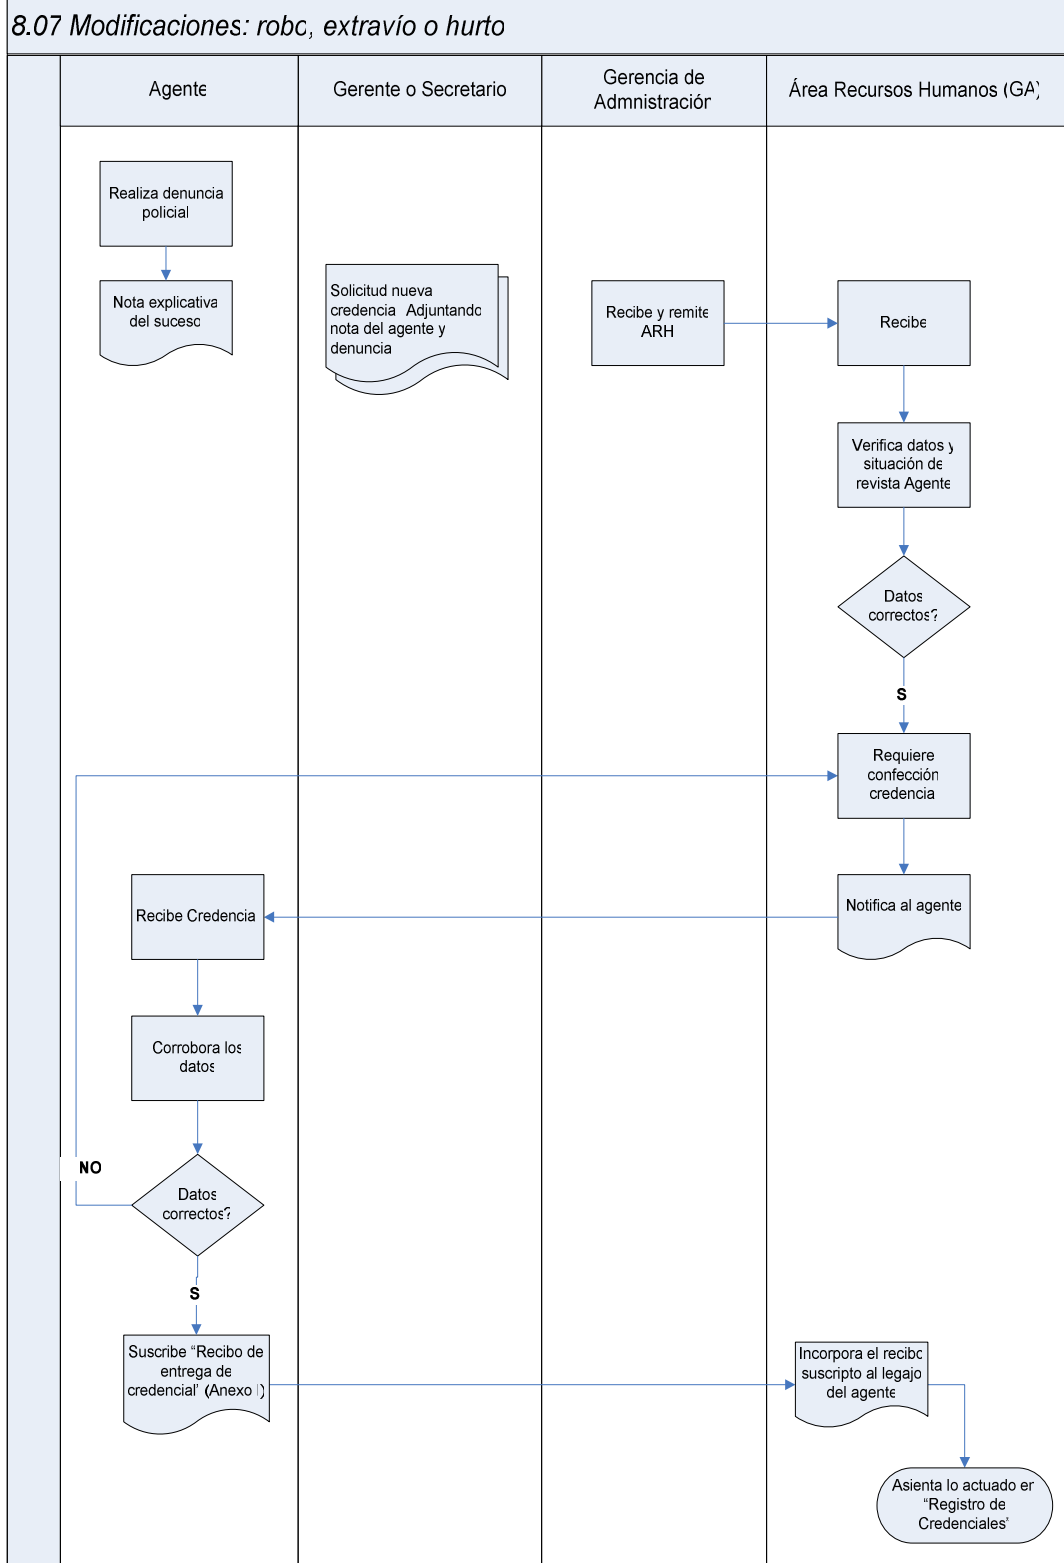 8.07 Modificaciones: robo, extravío o hurto
Agente
Gerente o Secretario
Gerencia de
Admnistración
Área Recursos Humanos (GA)
Realiza denuncia
policial
Nota explicativa
del suceso
Solicitud nueva
credencia Adjuntando
nota del agente y
denuncia
Recibe y remite
ARH
Recibe
Verifica datos y
situación de
revista Agente
Datos
correctos?
S
Requiere
confección
credencia
Notifica al agente
Recibe Credencia
Corrobora los
datos
NO
Datos
correctos?
S
Suscribe “Recibo de
entrega de
credencial” (Anexo I)
Incorpora el recibo
suscripto al legajo
del agente
Asienta lo actuado en
“Registro de
Credenciales”